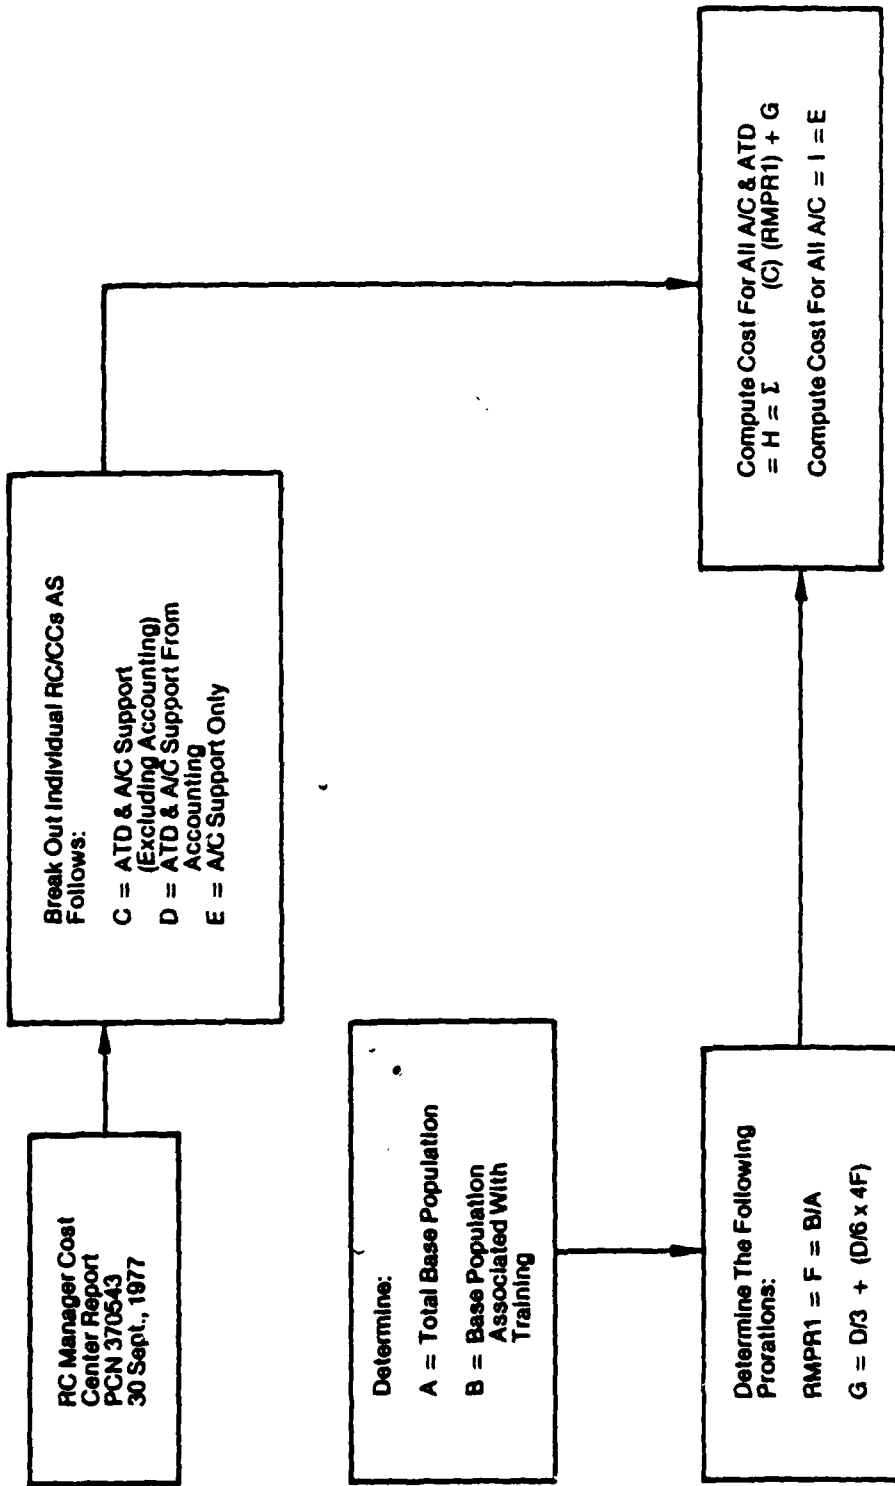 RC Manager Cost
Center Report
PCN 370543
30 Sept., 1977
Break Out Individual RC/CCs AS
Follows:
C = ATD & A/C Support
(Excluding Accounting)
D = ATD & A/C Support From
Accounting
E = A/C Support Only
Determine:
A = Total Base Population
B = Base Population
Associated With
Training
Determine The Following
Prorations:
RMPR1 = F = B/A
G = D/3 + (D/6 x 4F)
Compute Cost For All A/C & ATD
= H = Σ (C) (RMPR1) + G
Compute Cost For All A/C = I = E